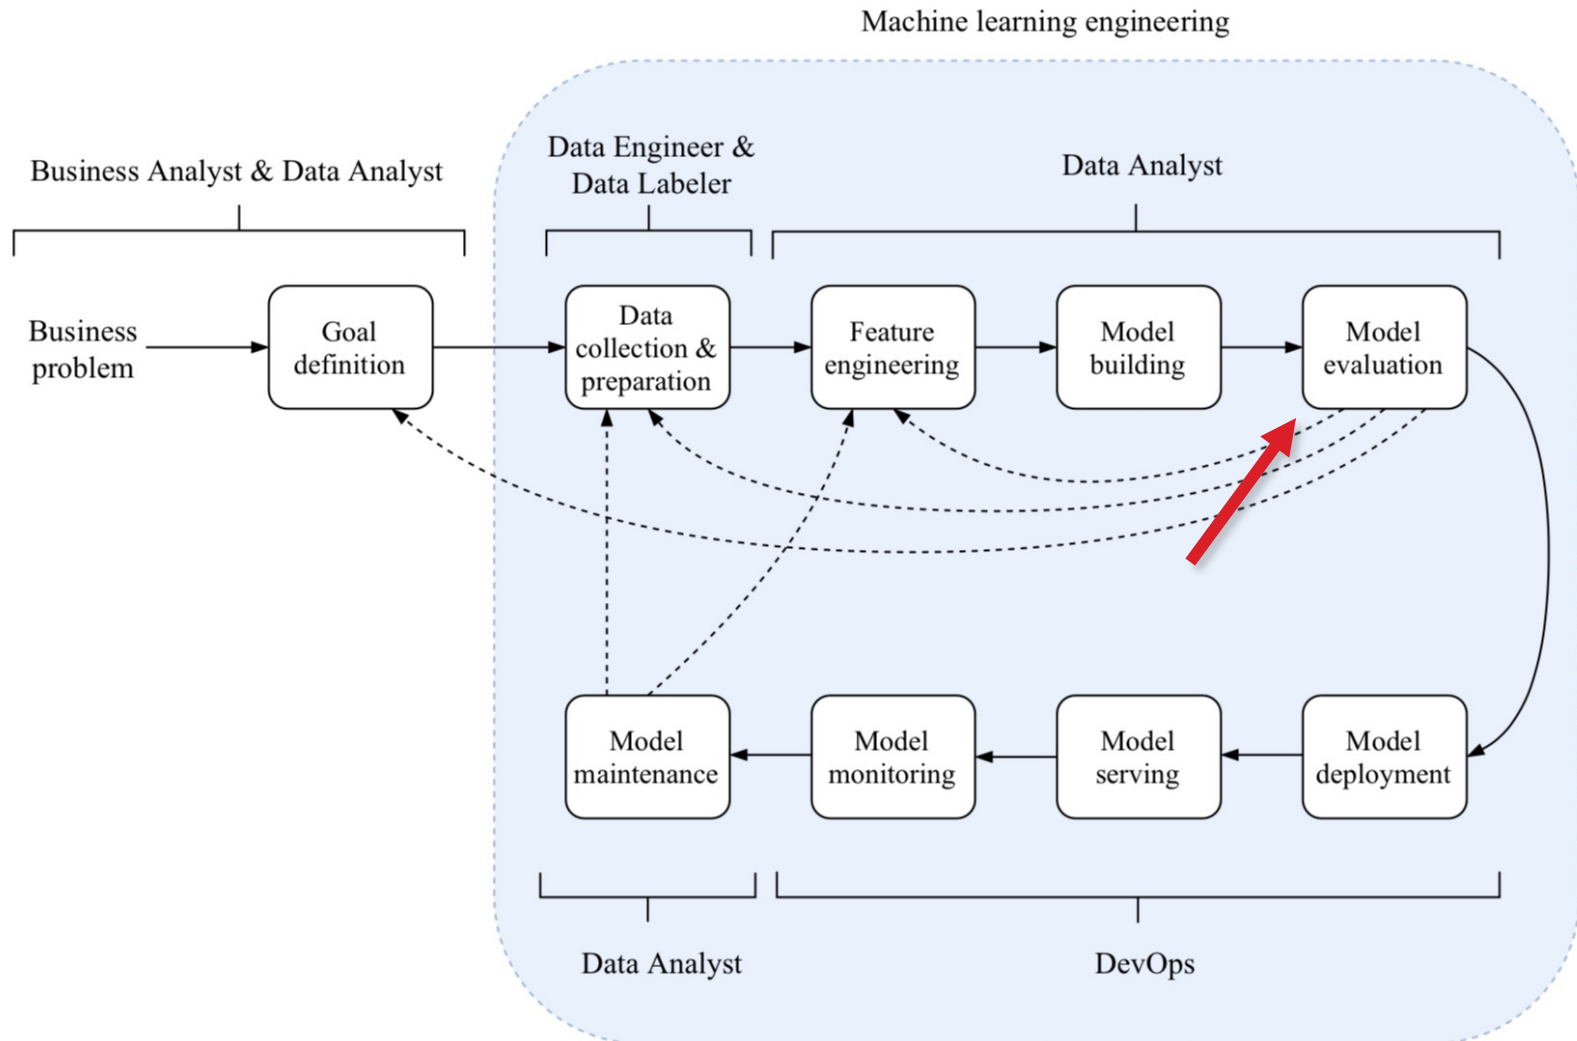 Machine learning engineering
Business Analyst & Data Analyst
Data Engineer &
Data Labeler
Data Analyst
Business
problem
Goal
definition
Data
collection &
preparation
Feature
engineering
Model
building
Model
evaluation
Model
maintenance
Model
monitoring
Model
serving
Model
deployment
Data Analyst
DevOps